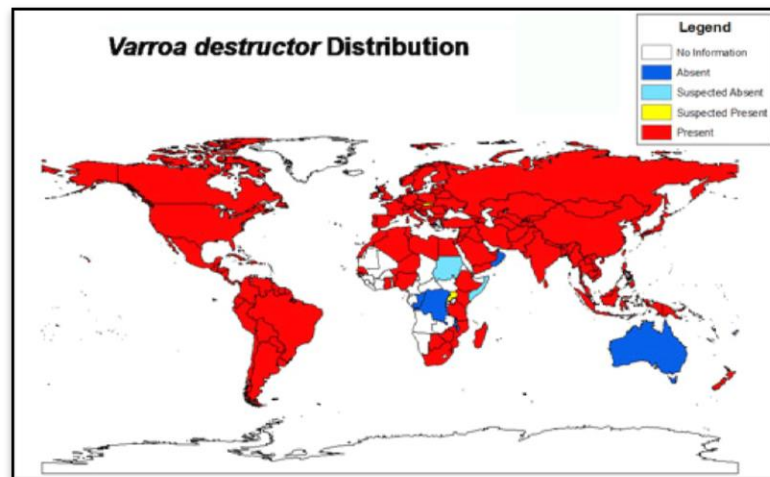 Varroa destructor Distribution
Legend
No Information
Absent
Suspected Absent
Suspected Present
Present